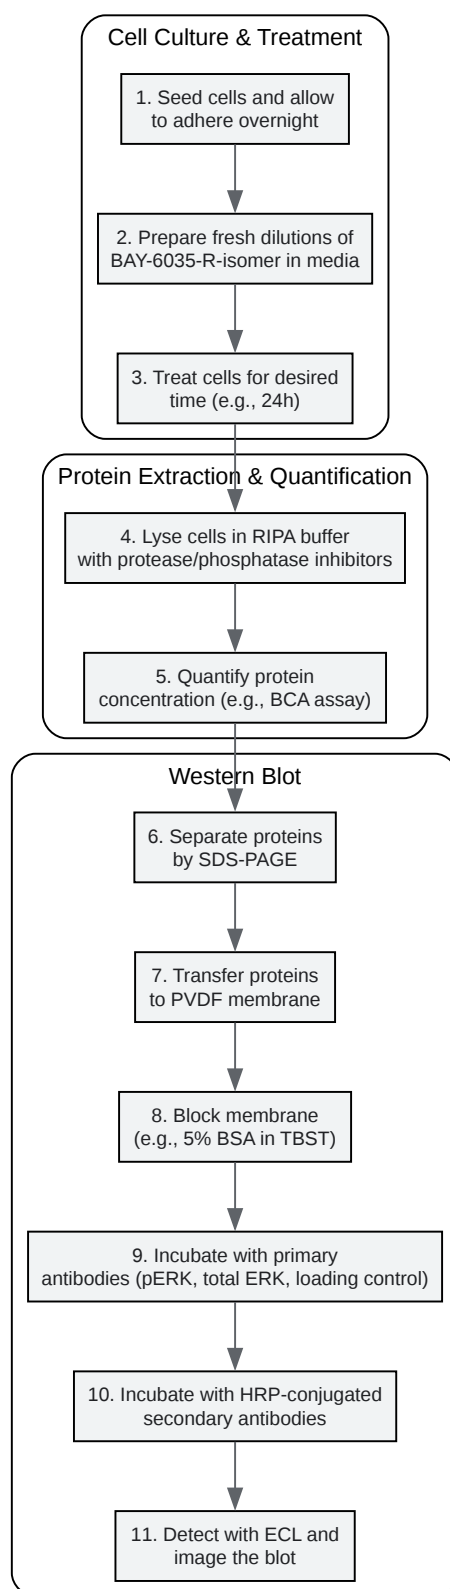 Cell Culture & Treatment
1. Seed cells and allow
to adhere overnight
2. Prepare fresh dilutions of
BAY-6035-R-isomer in media
3. Treat cells for desired
time (e.g., 24h)
Protein Extraction & Quantification
4. Lyse cells in RIPA buffer
with protease/phosphatase inhibitors
5. Quantify protein
concentration (e.g., BCA assay)
Western Blot
6. Separate proteins
by SDS-PAGE
7. Transfer proteins
to PVDF membrane
8. Block membrane
(e.g., 5% BSA in TBST)
9. Incubate with primary
antibodies (pERK, total ERK, loading control)
10. Incubate with HRP-conjugated
secondary antibodies
11. Detect with ECL and
image the blot